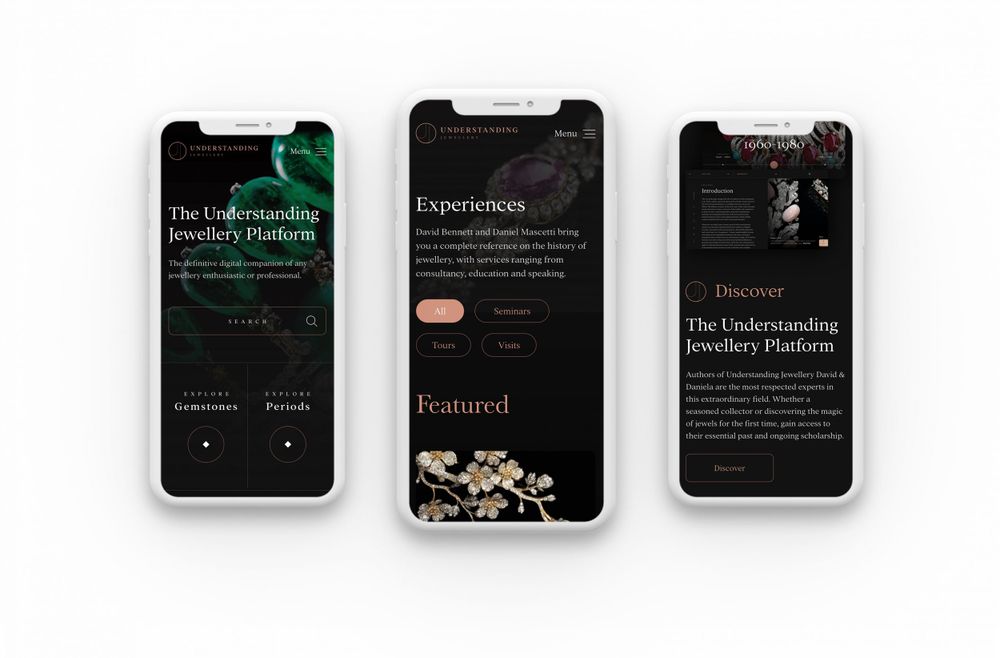 UNDERSTANDING
JEWELLERY
Menu
The Understanding
Jewellery Platform
The definitive digital companion of any
jewellery enthusiastic or professional.
SEARCH
EXPLORE
Gemstones
EXPLORE
Periods
UNDERSTANDING
JEWELLERY
Menu
Experiences
David Bennett and Daniel Mascetti bring
you a complete reference on the history of
jewellery, with services ranging from
consultancy, education and speaking.
All
Seminars
Tours
Visits
Featured
1960-1980
Introduction
Discover
The Understanding
Jewellery Platform
Authors of Understanding Jewellery David &
Daniela are the most respected experts in
this extraordinary field. Whether a
seasoned collector or discovering the magic
of jewels for the first time, gain access to
their essential past and ongoing scholarship.
Discover